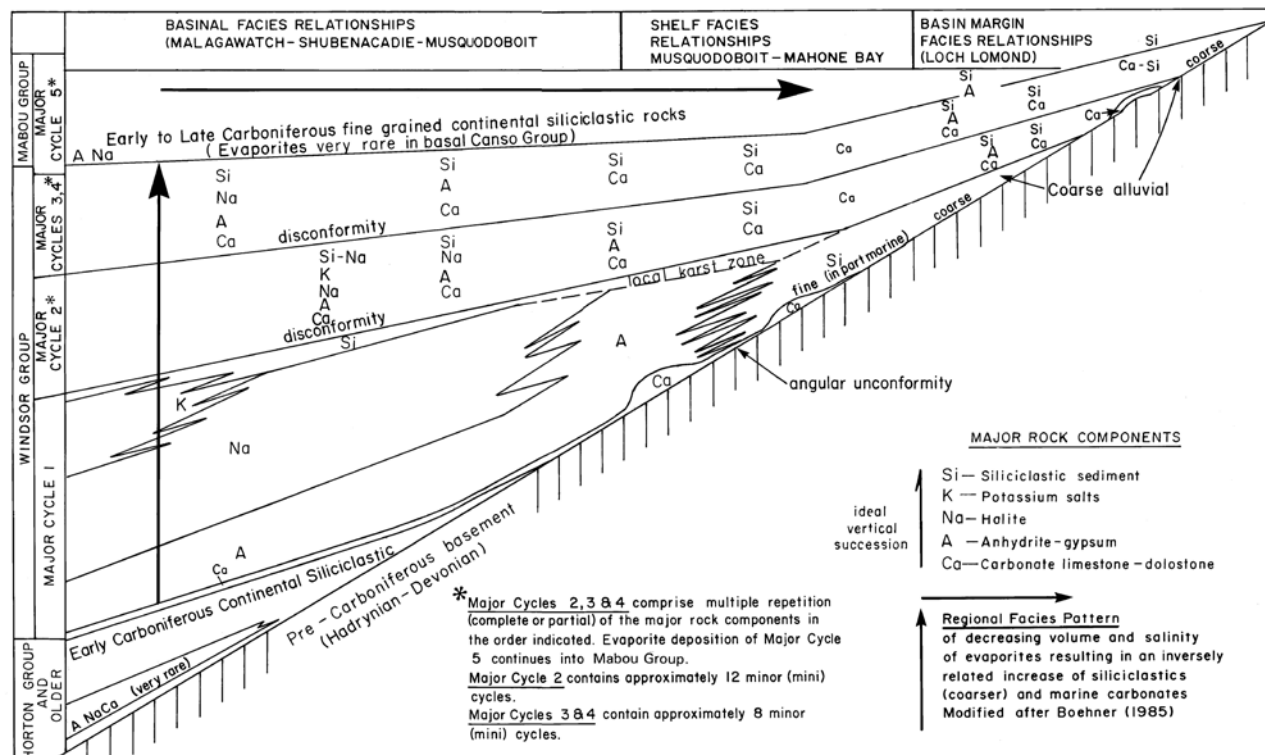 BASINAL FACIES RELATIONSHIPS
(MALAGAWATCH-SHUBENACADIE-MUSQUODOBOIT
SHELF FACIES
RELATIONSHIPS
MUSQUODOBOIT-MAHONE BAY
BASIN MARGIN
FACIES RELATIONSHIPS
(LOCH LOMOND)
MABOU GROUP
MAJOR
CYCLE 5*
WINDSOR GROUP
MAJOR
CYCLES 3,4*
MAJOR
CYCLE 2*
MAJOR CYCLE 1
HORTON GROUP
AND
OLDER
Early to Late Carboniferous fine grained continental siliciclastic rocks
(Evaporites very rare in basal Canso Group)
A Na
Si
A
Si
Ca-Si
coarse
Si
A
Ca
Si
Ca
Ca
Si
Na
A
Ca
Si
A
Ca
Si
Ca
Si
Ca
Ca
Si
A
Ca
Si
Ca
Coarse alluvial
disconformity
Si-Na
K
Na
A
Ca
Si
Na
A
Ca
Si
A
Ca
Si
Ca
Ca
coarse
disconformity
Si
local karst zone
Si
fine (in part marine)
Ca
K
Na
A
Ca
angular unconformity
A
Ca
Early Carboniferous Continental Siliciclastic
Pre-Carboniferous basement
(Hadrynian-Devonian)
A NaCa (very rare)
*Major Cycles 2,3&4 comprise multiple repetition
(complete or partial) of the major rock components
in the order indicated. Evaporite deposition of Major Cycle
5 continues into Mabou Group.
Major Cycle 2 contains approximately 12 minor (mini)
cycles.
Major Cycles 3&4 contain approximately 8 minor
(mini) cycles.
MAJOR ROCK COMPONENTS
ideal
vertical
succession
Si-Siliciclastic sediment
K-Potassium salts
Na-Halite
A-Anhydrite-gypsum
Ca-Carbonate limestone-dolostone
Regional Facies Pattern
of decreasing volume and salinity
of evaporites resulting in an inversely
related increase of siliciclastics
(coarser) and marine carbonates
Modified after Boehner (1985)